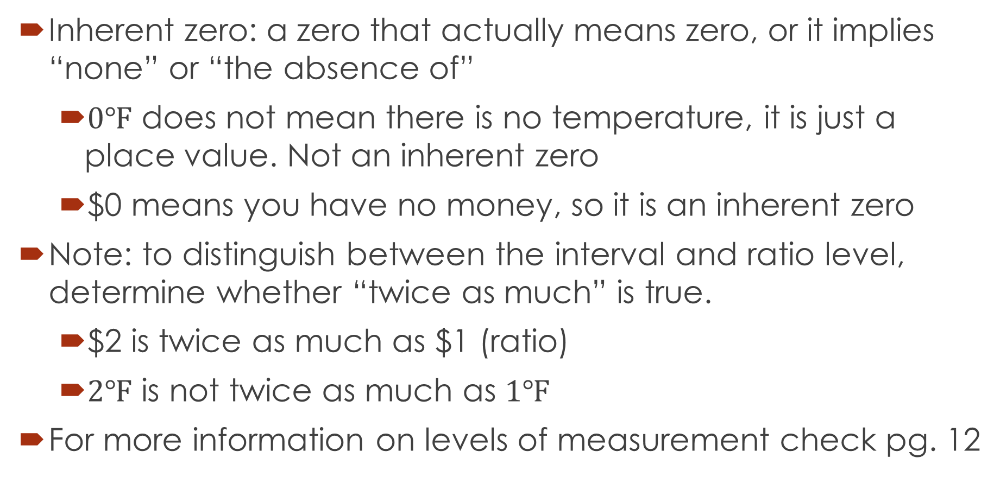 Inherent zero: a zero that actually means zero, or it implies
“none” or “the absence of”
0°F does not mean there is no temperature, it is just a
place value. Not an inherent zero
$0 means you have no money, so it is an inherent zero
Note: to distinguish between the interval and ratio level,
determine whether “twice as much” is true.
$2 is twice as much as $1 (ratio)
2°F is not twice as much as 1°F
For more information on levels of measurement check pg. 12